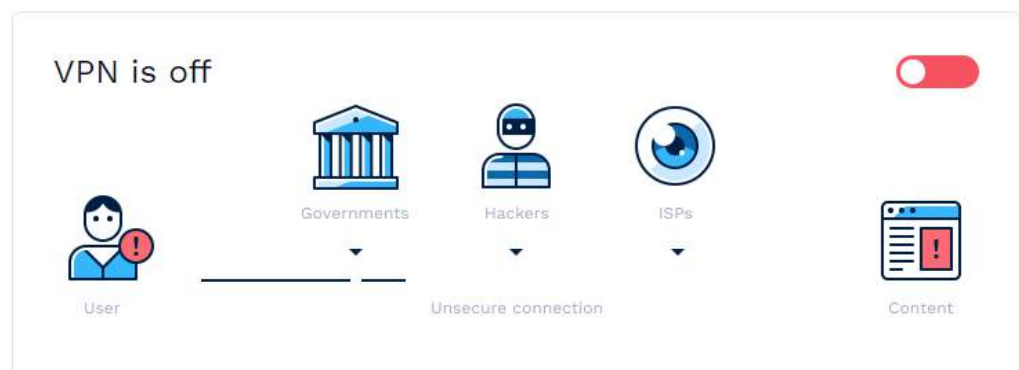 VPN is off
Governments
Hackers
ISPs
User
Unsecure connection
Content